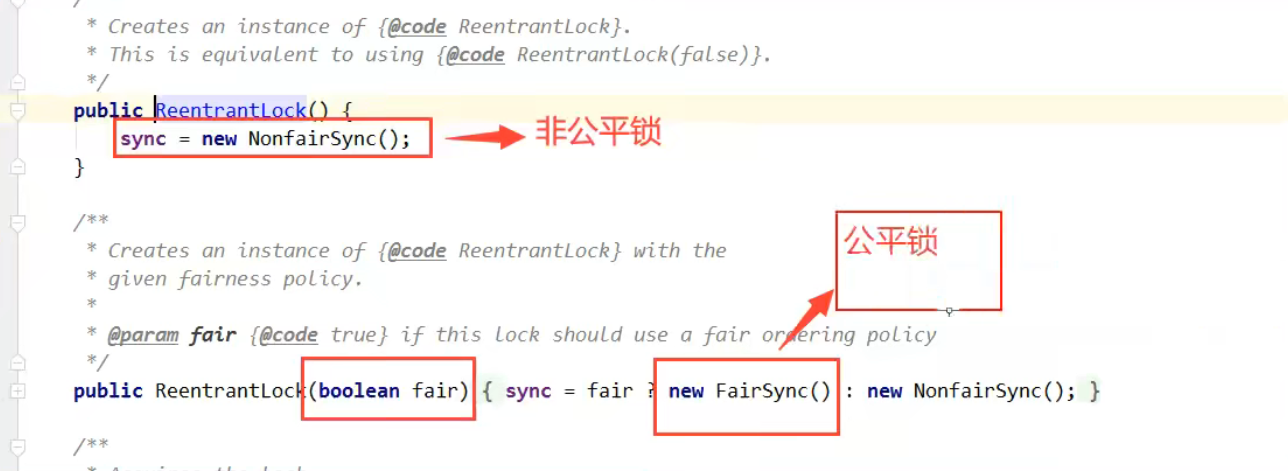 /**
* Creates an instance of {@code ReentrantLock}.
* This is equivalent to using {@code ReentrantLock(false)}.
*/
public ReentrantLock() {
sync = new NonfairSync();
非公平锁
}
/**
* Creates an instance of {@code ReentrantLock} with the
公平锁
* given fairness policy.
*
* @param fair {@code true} if this lock should use a fair ordering policy
*/
public ReentrantLock(boolean fair) { sync = fair ? new FairSync() : new NonfairSync(); }
/**